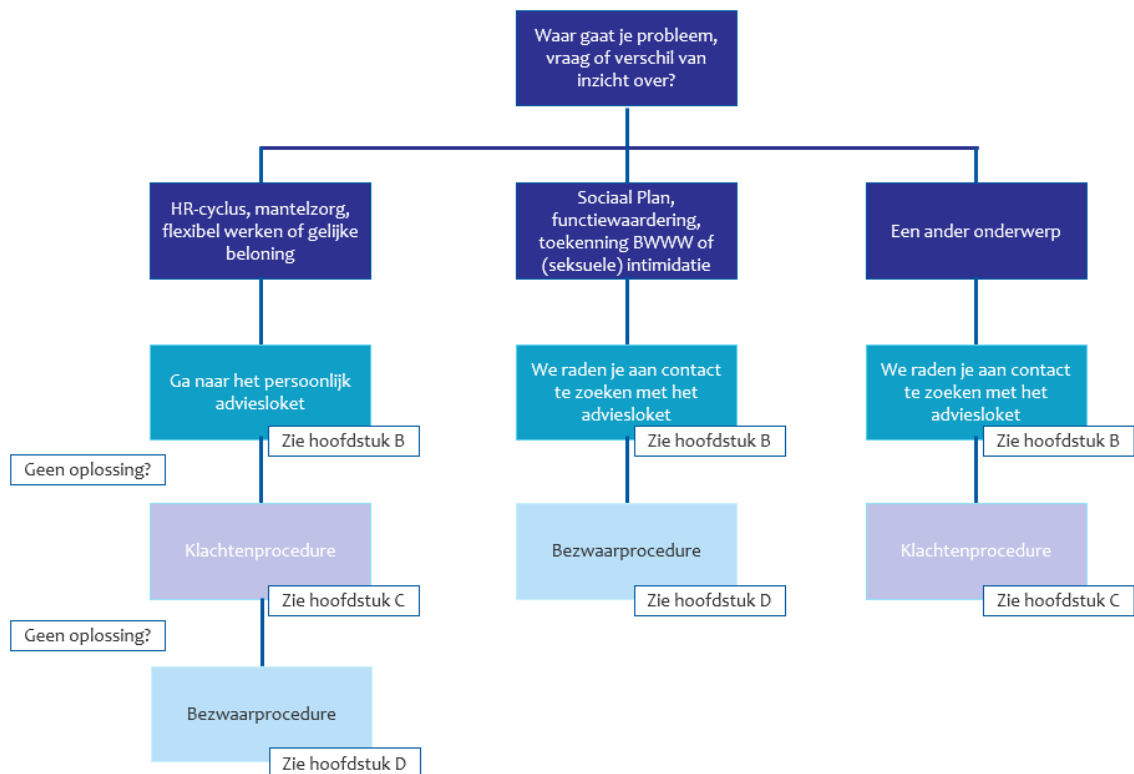 Waar gaat je probleem,
vraag of verschil van
inzicht over?
HR-cyclus, mantelzorg,
flexibel werken of gelijke
beloning
Sociaal Plan,
functiewaardering,
toekenning BWWW of
(seksuele) intimidatie
Een ander onderwerp
Ga naar het persoonlijk
adviesloket
Zie hoofdstuk B
We raden je aan contact
te zoeken met het
adviesloket
Zie hoofdstuk B
We raden je aan contact
te zoeken met het
adviesloket
Zie hoofdstuk B
Geen oplossing?
Klachtenprocedure
Zie hoofdstuk C
Bezwaarprocedure
Zie hoofdstuk D
Klachtenprocedure
Zie hoofdstuk C
Geen oplossing?
Bezwaarprocedure
Zie hoofdstuk D